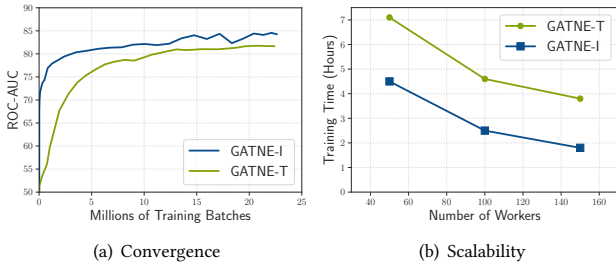 90
85
80
75
70
65
60
55
50
ROC-AUC
GATNE-I
GATNE-T
0 5 10 15 20 25
Millions of Training Batches
(a) Convergence
7
6
5
4
3
2
1
0
Training Time (Hours)
GATNE-T
GATNE-I
40 60 80 100 120 140 160
Number of Workers
(b) Scalability